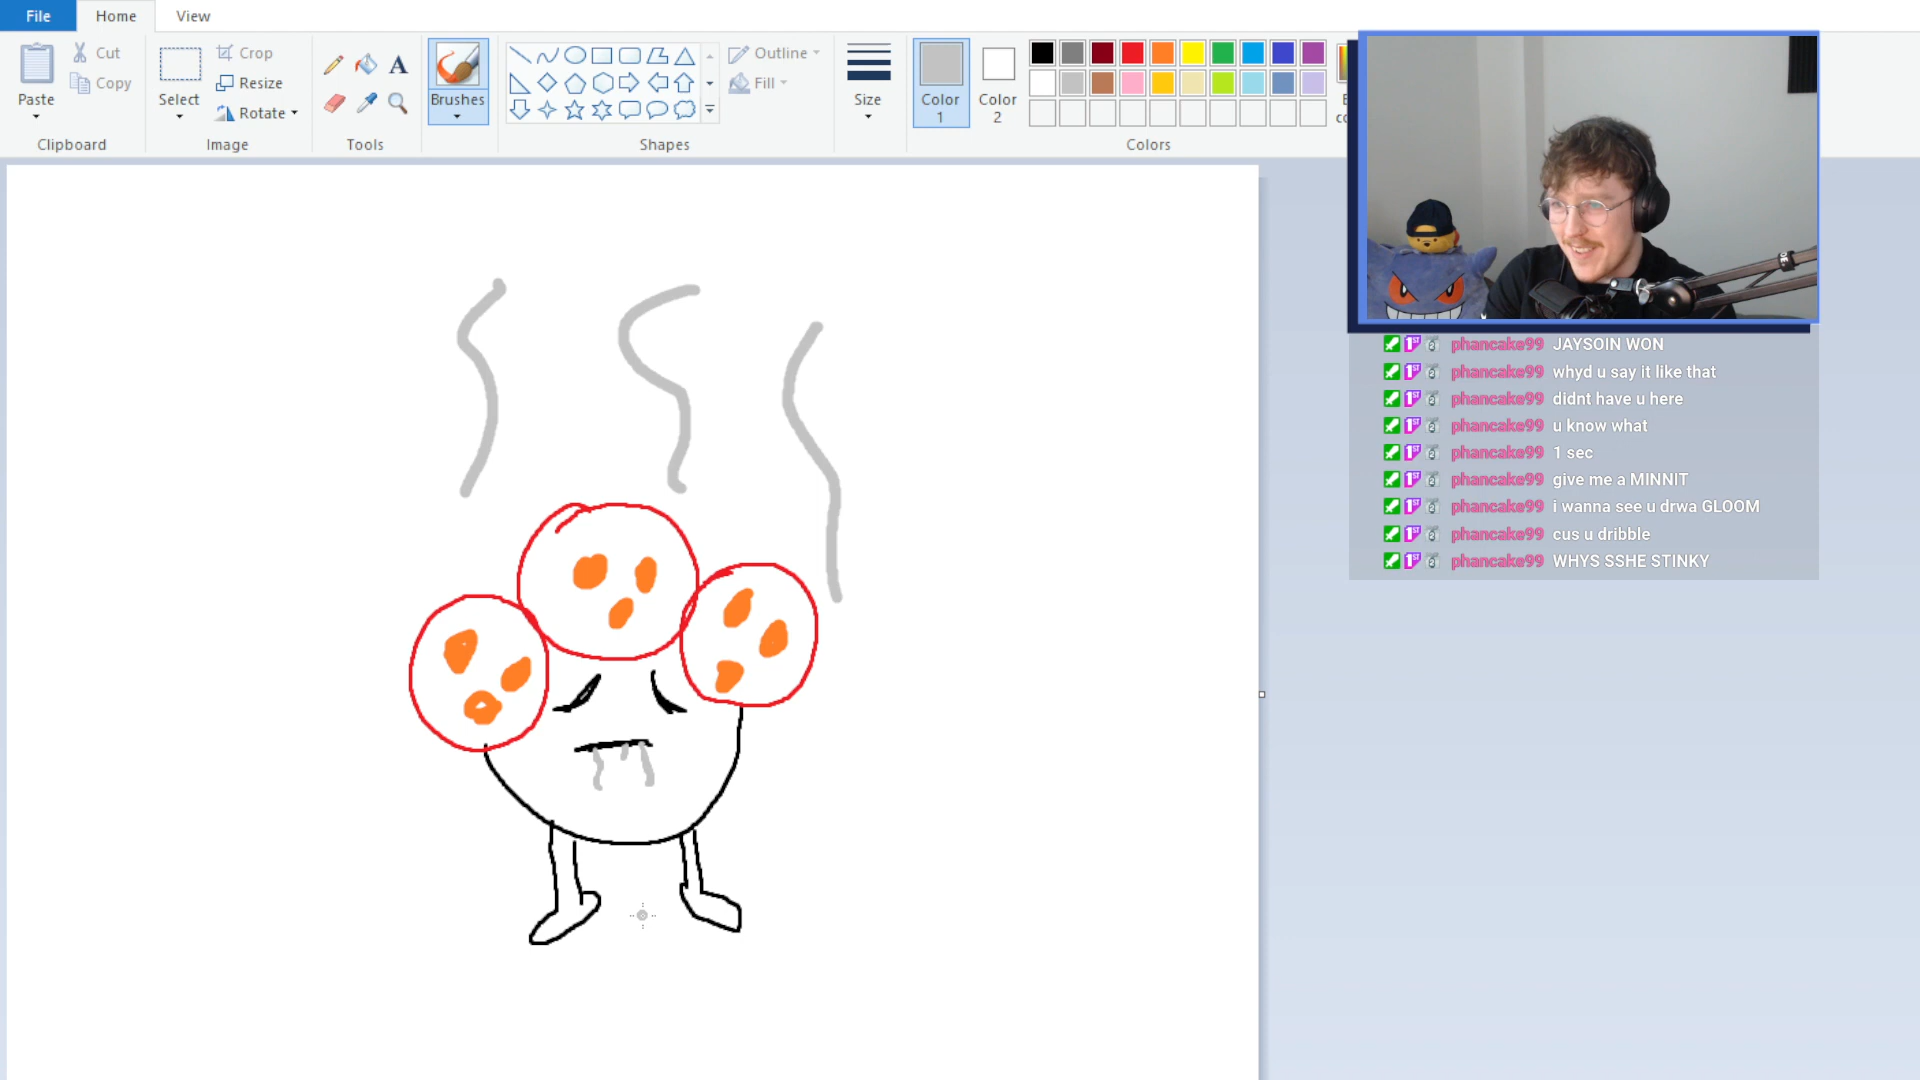 File Home View
Paste
Cut
Copy
Clipboard
Select
Crop
Resize
Rotate
Image
A
Tools
Brushes
Shapes
Outline
Fill
Size
Color
1
Color
2
Colors
phancake99 JAYSOIN WON
phancake99 whyd u say it like that
phancake99 didnt have u here
phancake99 u know what
phancake99 1 sec
phancake99 give me a MINNIT
phancake99 i wanna see u drwa GLOOM
phancake99 cus u dribble
phancake99 WHYS SSHE STINKY